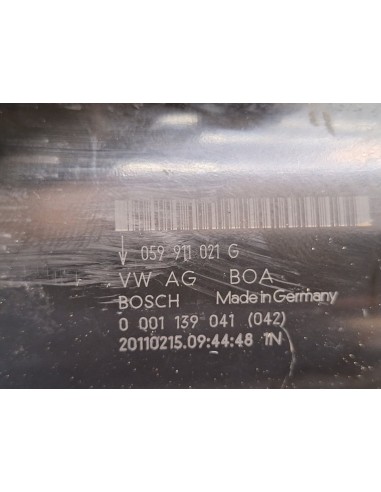 059 911 021 G
VW AG BOA
BOSCH Made in Germany
0 001 139 041 (042)
20110215.09:44:48 1N